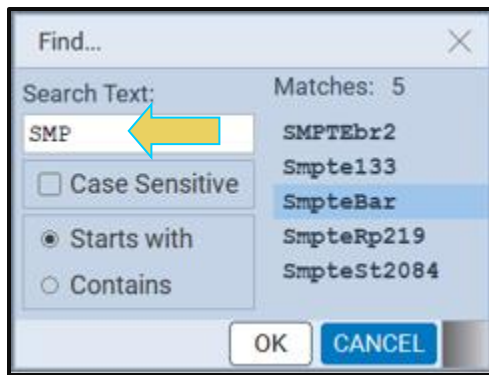 Find...
Search Text:
SMP
Case Sensitive
Starts with
Contains
Matches: 5
SMPTEbr2
Smpte133
SmpteBar
SmpteRp219
SmpteSt2084
OK CANCEL